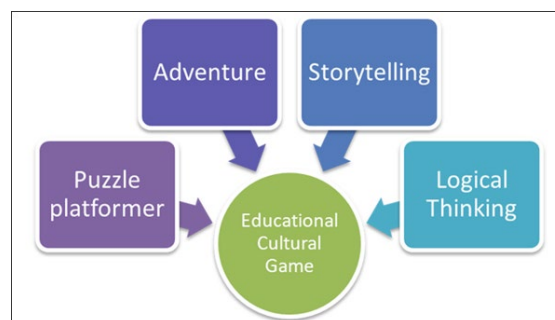 Adventure
Storytelling
Puzzle
platformer
Logical
Thinking
Educational
Cultural
Game